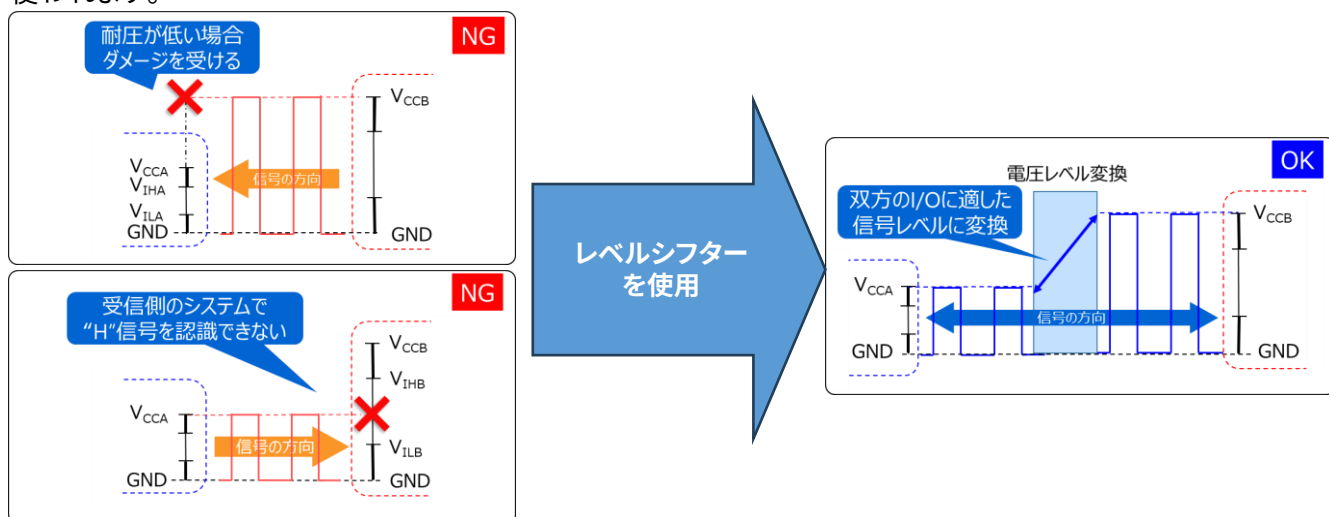 耐圧が低い場合
ダメージを受ける
NG
VCCB
VCCA
VIHA
VILA
GND
信号の方向
GND
受信側のシステムで
“H”信号を認識できない
NG
VCCB
VIHB
VCCA
信号の方向
VILB
GND
GND
レベルシフター
を使用
OK
電圧レベル変換
双方のI/Oに適した
信号レベルに変換
VCCB
VCCA
信号の方向
GND
GND